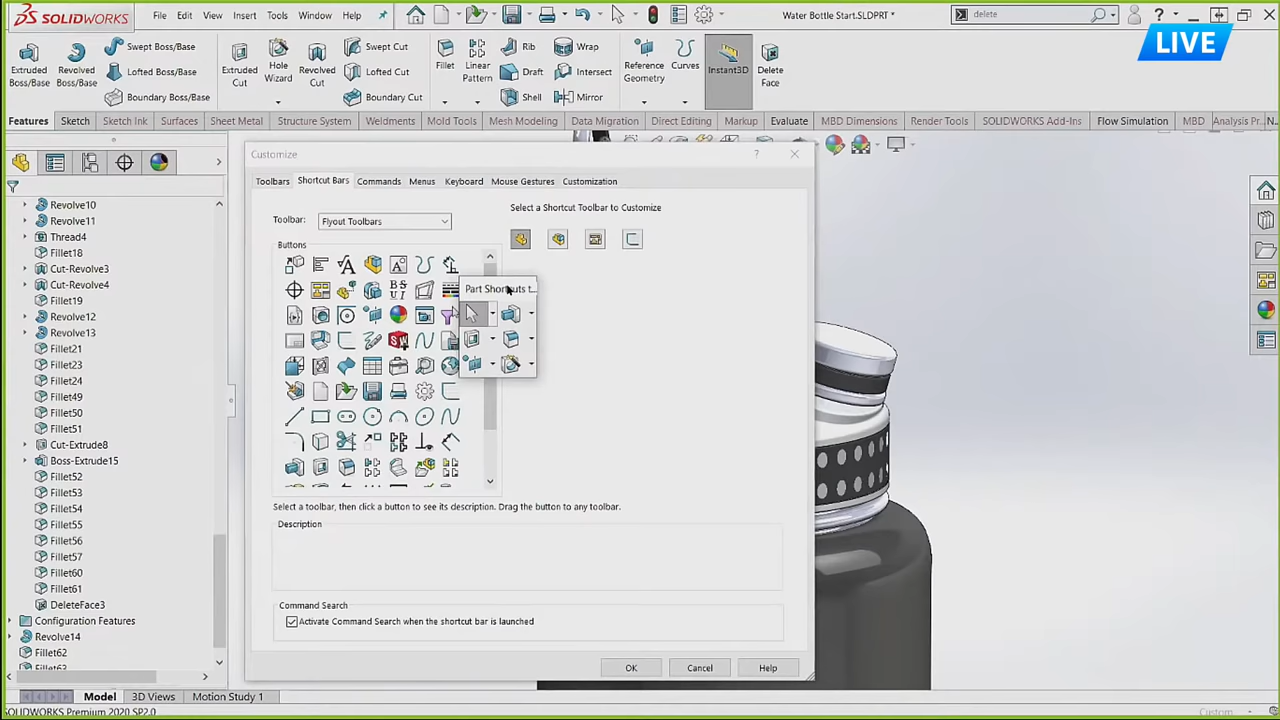 SOLIDWORKS
File
Edit
View
Insert
Tools
Window
Help
Water Bottle Start.SLDPRT *
delete
LIVE
Extruded Boss/Base
Revolved Boss/Base
Swept Boss/Base
Lofted Boss/Base
Boundary Boss/Base
Extruded Cut
Hole Wizard
Revolved Cut
Swept Cut
Lofted Cut
Boundary Cut
Fillet
Linear Pattern
Rib
Draft
Shell
Wrap
Intersect
Mirror
Reference Geometry
Curves
Instant3D
Delete Face
Features
Sketch
Sketch Ink
Surfaces
Sheet Metal
Structure System
Weldments
Mold Tools
Mesh Modeling
Data Migration
Direct Editing
Markup
Evaluate
MBD Dimensions
Render Tools
SOLIDWORKS Add-Ins
Flow Simulation
MBD
Analysis Pr...
N...
Revolve10
Revolve11
Thread4
Fillet18
Cut-Revolve3
Cut-Revolve4
Fillet19
Revolve12
Revolve13
Fillet21
Fillet23
Fillet24
Fillet49
Fillet50
Fillet51
Cut-Extrude8
Boss-Extrude15
Fillet52
Fillet53
Fillet54
Fillet55
Fillet56
Fillet57
Fillet60
Fillet61
DeleteFace3
Configuration Features
Revolve14
Fillet62
Fillet63
Customize
Toolbars
Shortcut Bars
Commands
Menus
Keyboard
Mouse Gestures
Customization
Toolbar:
Flyout Toolbars
Select a Shortcut Toolbar to Customize
Buttons
Part Shortcuts t...
Select a toolbar, then click a button to see its description. Drag the button to any toolbar.
Description
Command Search
Activate Command Search when the shortcut bar is launched
OK
Cancel
Help
Model
3D Views
Motion Study 1
SOLIDWORKS Premium 2020 SP2.0
Custom